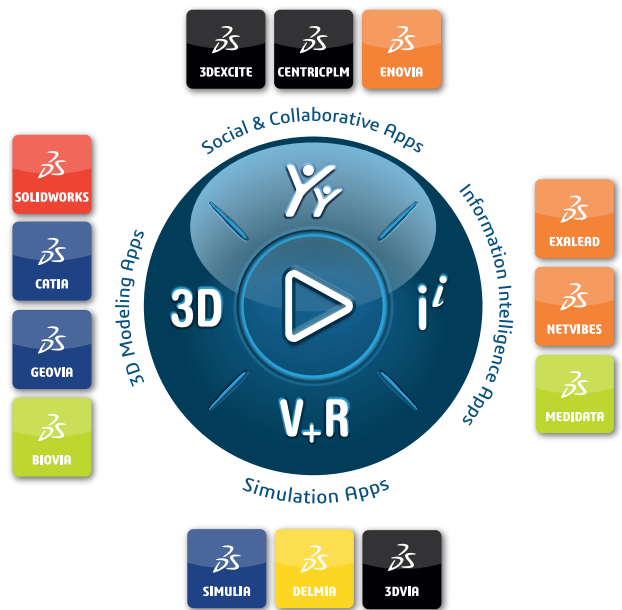 3DEXCITE
CENTRICPLM
ENOVIA
Social & Collaborative Apps
SOLIDWORKS
CATIA
GEOVIA
BIOVIA
3D Modeling Apps
3D
i i
V+R
Information Intelligence Apps
EXALEAD
NETVIBES
MEDIDATA
Simulation Apps
SIMULIA
DELMIA
3DVIA